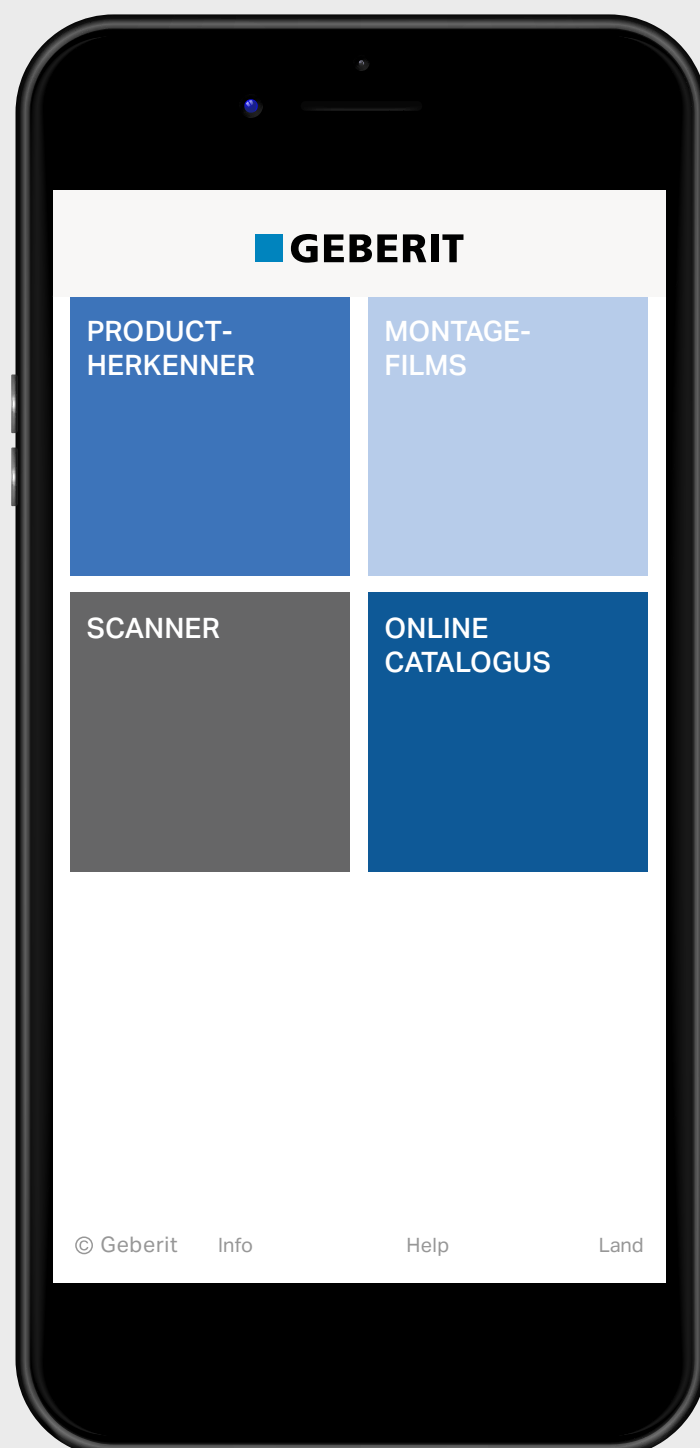 GEBERIT
PRODUCT-
HERKENNER
MONTAGE-
FILMS
SCANNER
ONLINE
CATALOGUS
© Geberit Info Help Land